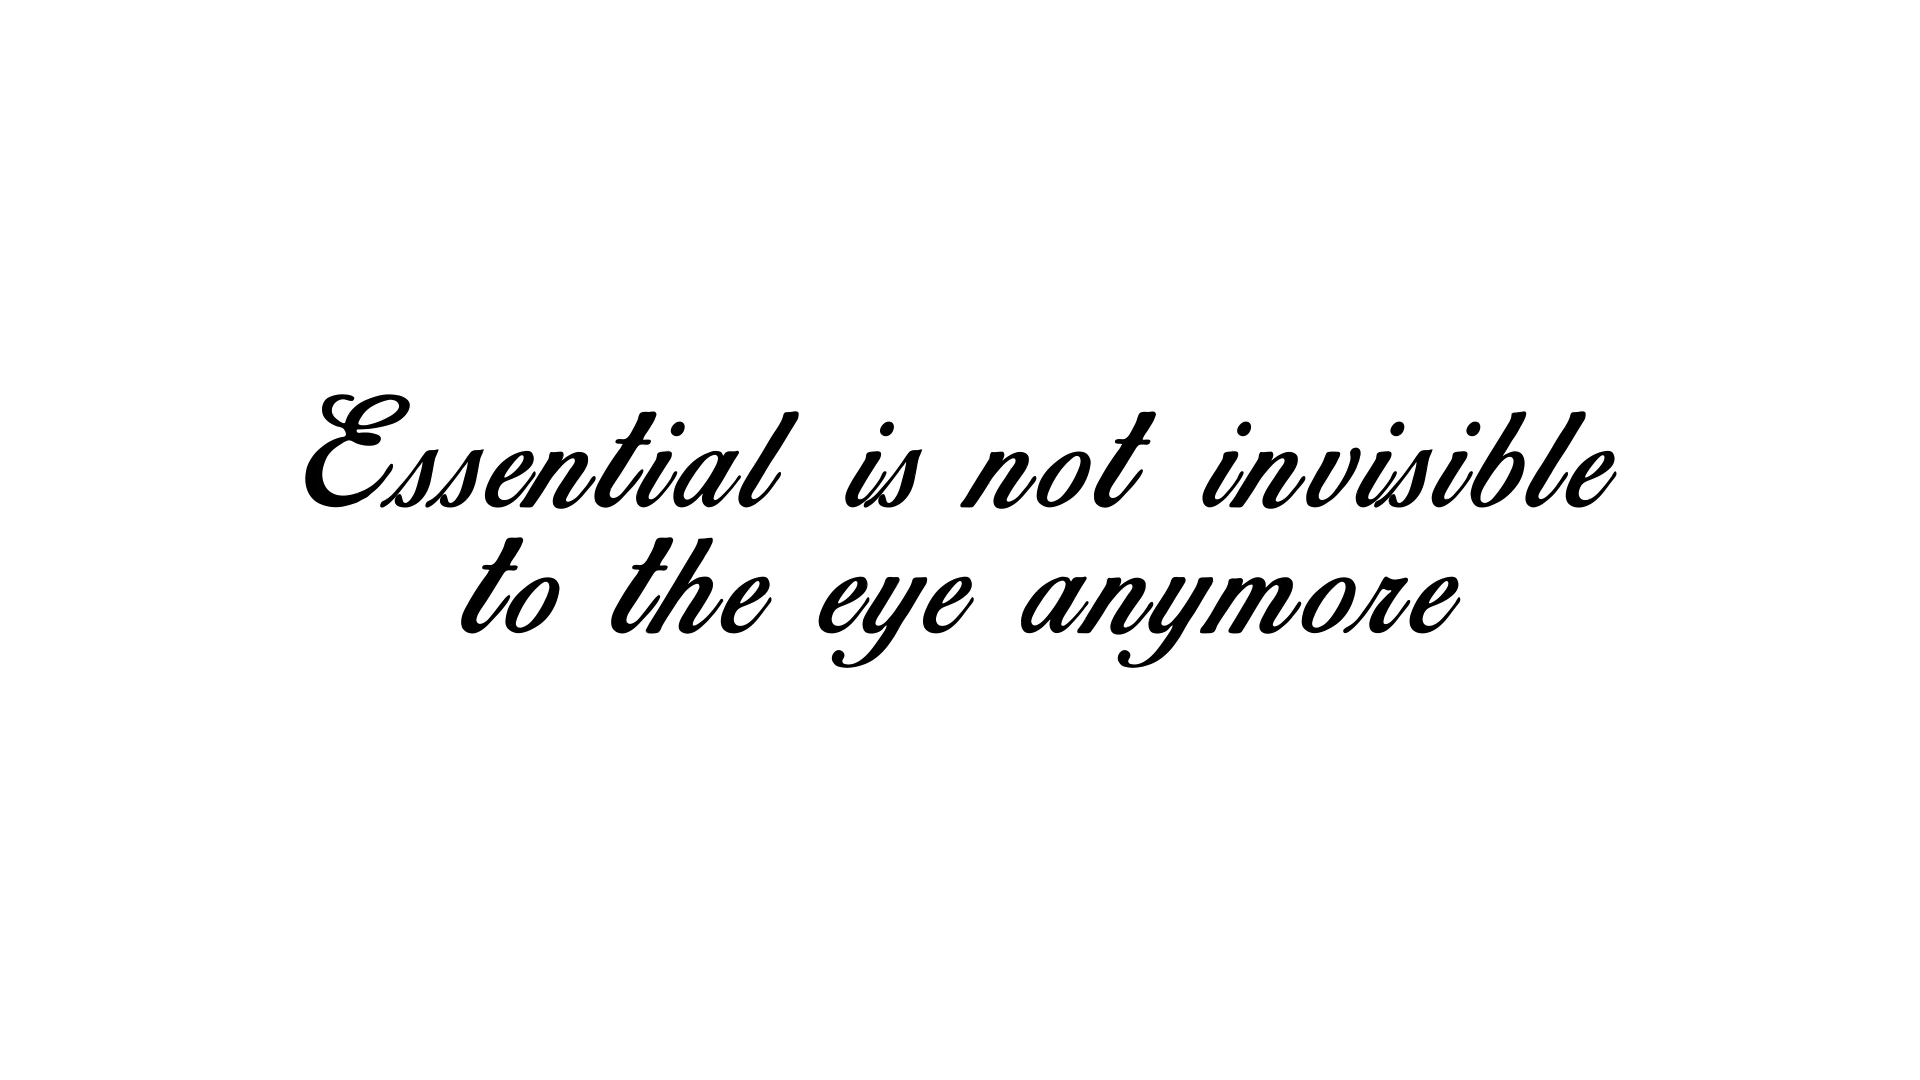 Essential is not invisible
to the eye anymore